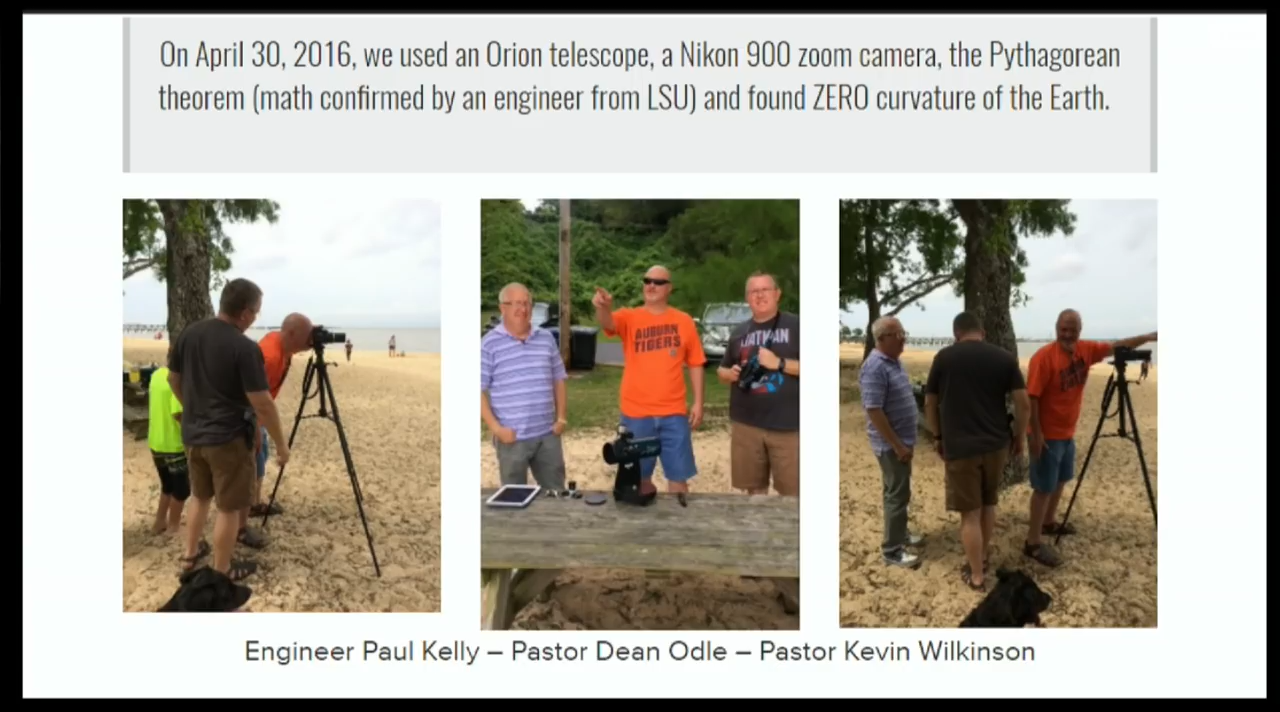 On April 30, 2016, we used an Orion telescope, a Nikon 900 zoom camera, the Pythagorean
theorem (math confirmed by an engineer from LSU) and found ZERO curvature of the Earth.
AUBURN
TIGERS
Engineer Paul Kelly – Pastor Dean Odle – Pastor Kevin Wilkinson